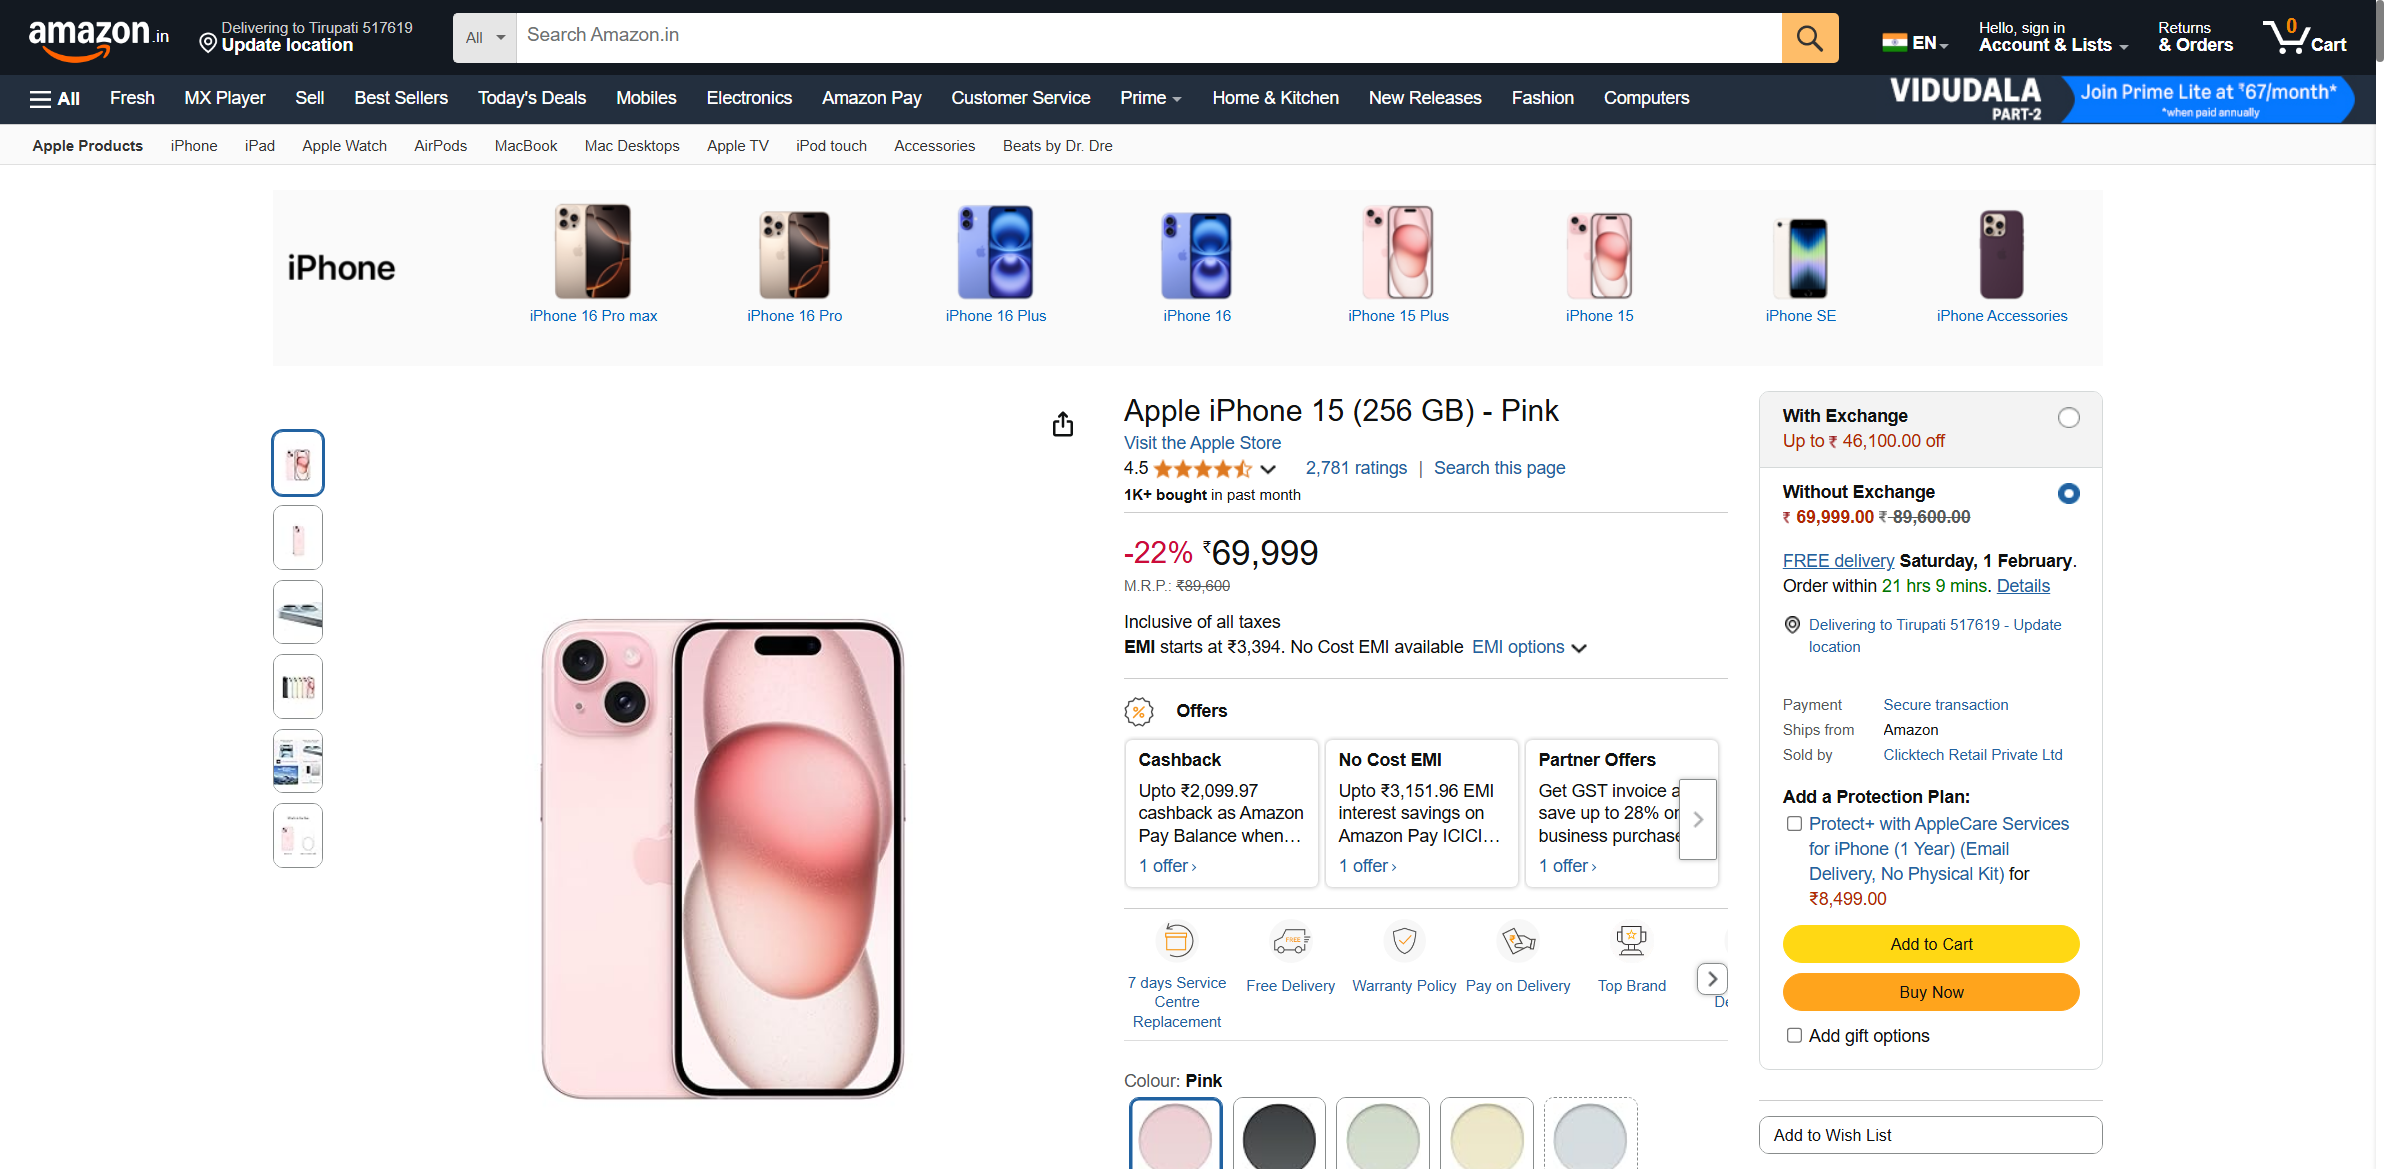 amazon.in
Delivering to Tirupati 517619
Update location
All
Search Amazon.in
EN
Hello, sign in
Account & Lists
Returns
& Orders
0
Cart
All
Fresh
MX Player
Sell
Best Sellers
Today's Deals
Mobiles
Electronics
Amazon Pay
Customer Service
Prime
Home & Kitchen
New Releases
Fashion
Computers
VIDUDALA
PART-2
Join Prime Lite at ₹67/month*
*when paid annually
Apple Products
iPhone
iPad
Apple Watch
AirPods
MacBook
Mac Desktops
Apple TV
iPod touch
Accessories
Beats by Dr. Dre
iPhone
iPhone 16 Pro max
iPhone 16 Pro
iPhone 16 Plus
iPhone 16
iPhone 15 Plus
iPhone 15
iPhone SE
iPhone Accessories
Apple iPhone 15 (256 GB) - Pink
Visit the Apple Store
4.5
2,781 ratings | Search this page
1K+ bought in past month
-22% ₹69,999
M.R.P.: ₹89,600
Inclusive of all taxes
EMI starts at ₹3,394. No Cost EMI available EMI options
Offers
Cashback
Upto ₹2,099.97
cashback as Amazon
Pay Balance when…
1 offer ›
No Cost EMI
Upto ₹3,151.96 EMI
interest savings on
Amazon Pay ICICI…
1 offer ›
Partner Offers
Get GST invoice a
save up to 28% or
business purchase
1 offer ›
7 days Service
Centre
Replacement
FREE
Free Delivery
Warranty Policy
Pay on Delivery
Top Brand
De
Colour: Pink
With Exchange
Up to ₹ 46,100.00 off
Without Exchange
₹ 69,999.00 ₹ 89,600.00
FREE delivery Saturday, 1 February.
Order within 21 hrs 9 mins. Details
Delivering to Tirupati 517619 - Update
location
Payment Secure transaction
Ships from Amazon
Sold by Clicktech Retail Private Ltd
Add a Protection Plan:
Protect+ with AppleCare Services
for iPhone (1 Year) (Email
Delivery, No Physical Kit) for
₹8,499.00
Add to Cart
Buy Now
Add gift options
Add to Wish List